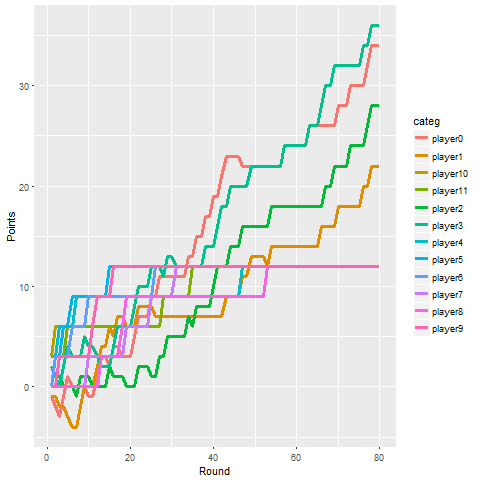 Points
30
20
10
0
0
20
40
60
80
Round
categ
player0
player1
player10
player11
player2
player3
player4
player5
player6
player7
player8
player9